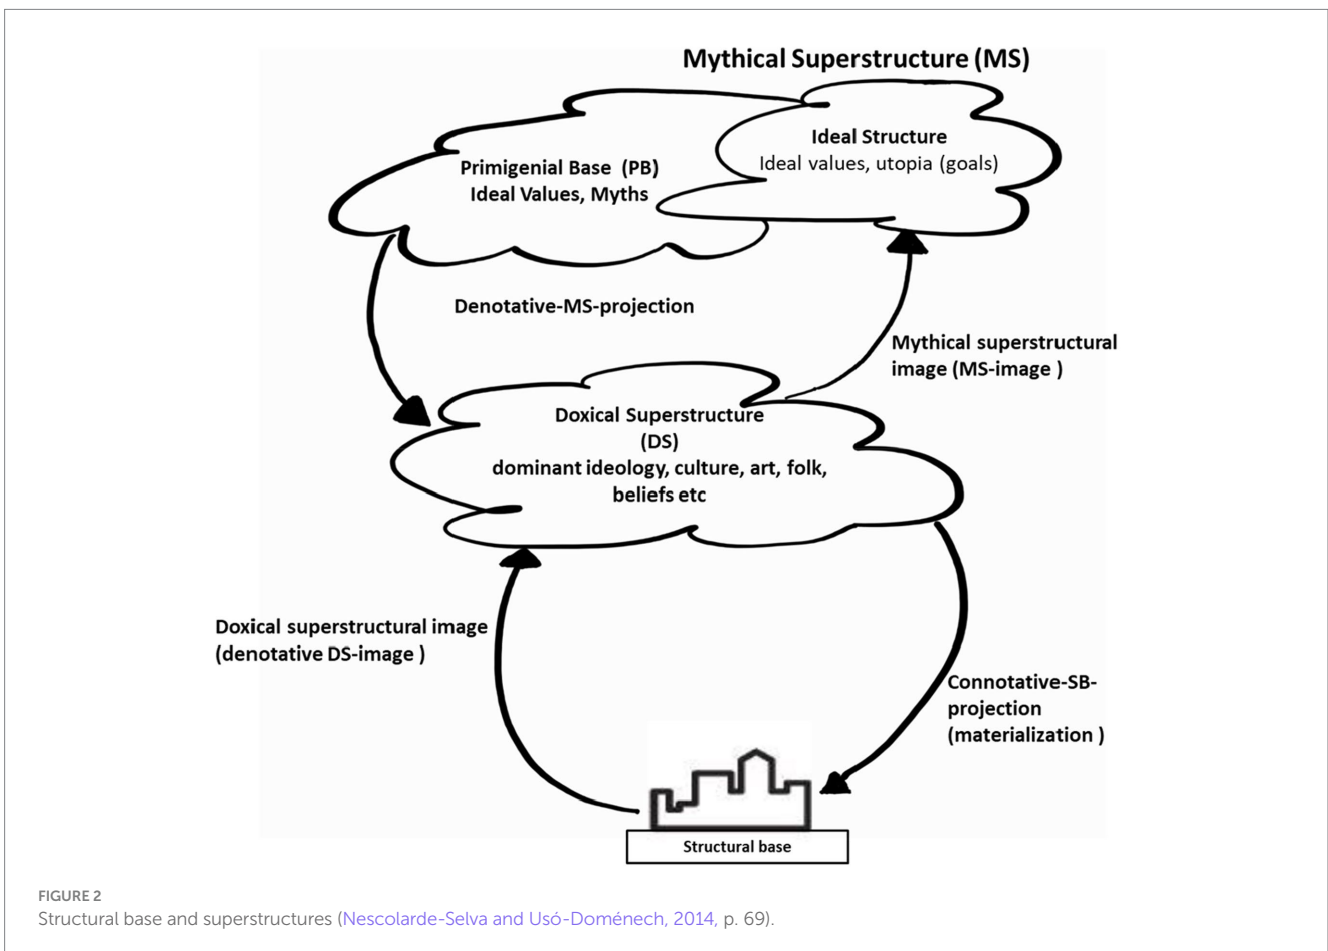 Mythical Superstructure (MS)
Ideal Structure
Ideal values, utopia (goals)
Primigenial Base (PB)
Ideal Values, Myths
Denotative-MS-projection
Mythical superstructural
image (MS-image )
Doxical Superstructure
(DS)
dominant ideology, culture, art, folk,
beliefs etc
Doxical superstructural image
(denotative DS-image )
Connotative-SB-
projection
(materialization )
Structural base
FIGURE 2
Structural base and superstructures (Nescolarde-Selva and Usó-Doménech, 2014, p. 69).